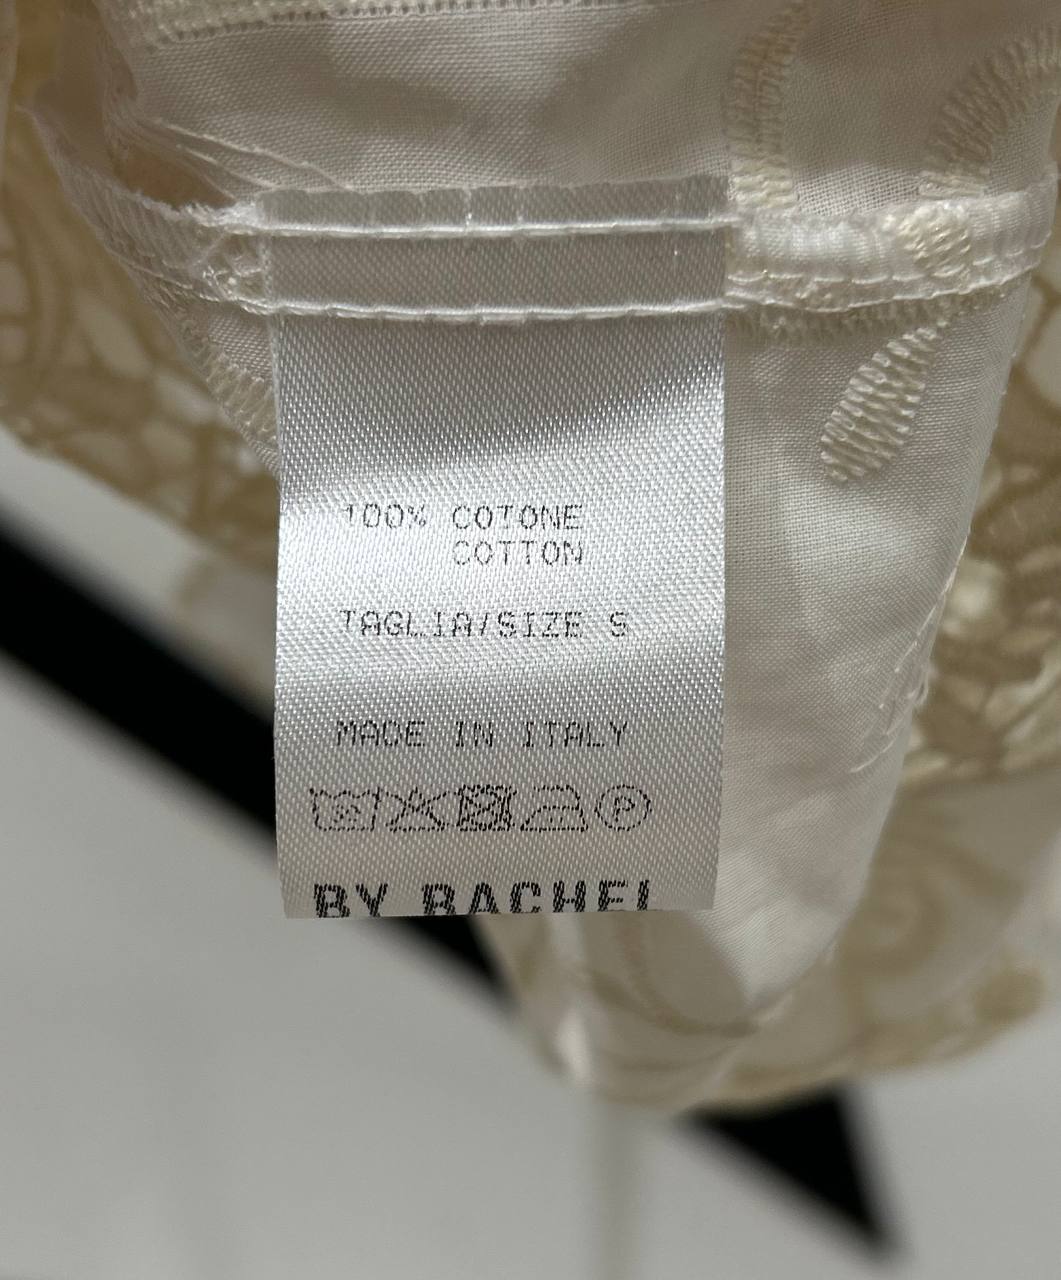 100% COTONE
COTTON
TAGLIA/SIZE S
MADE IN ITALY
P
BY RACHEL